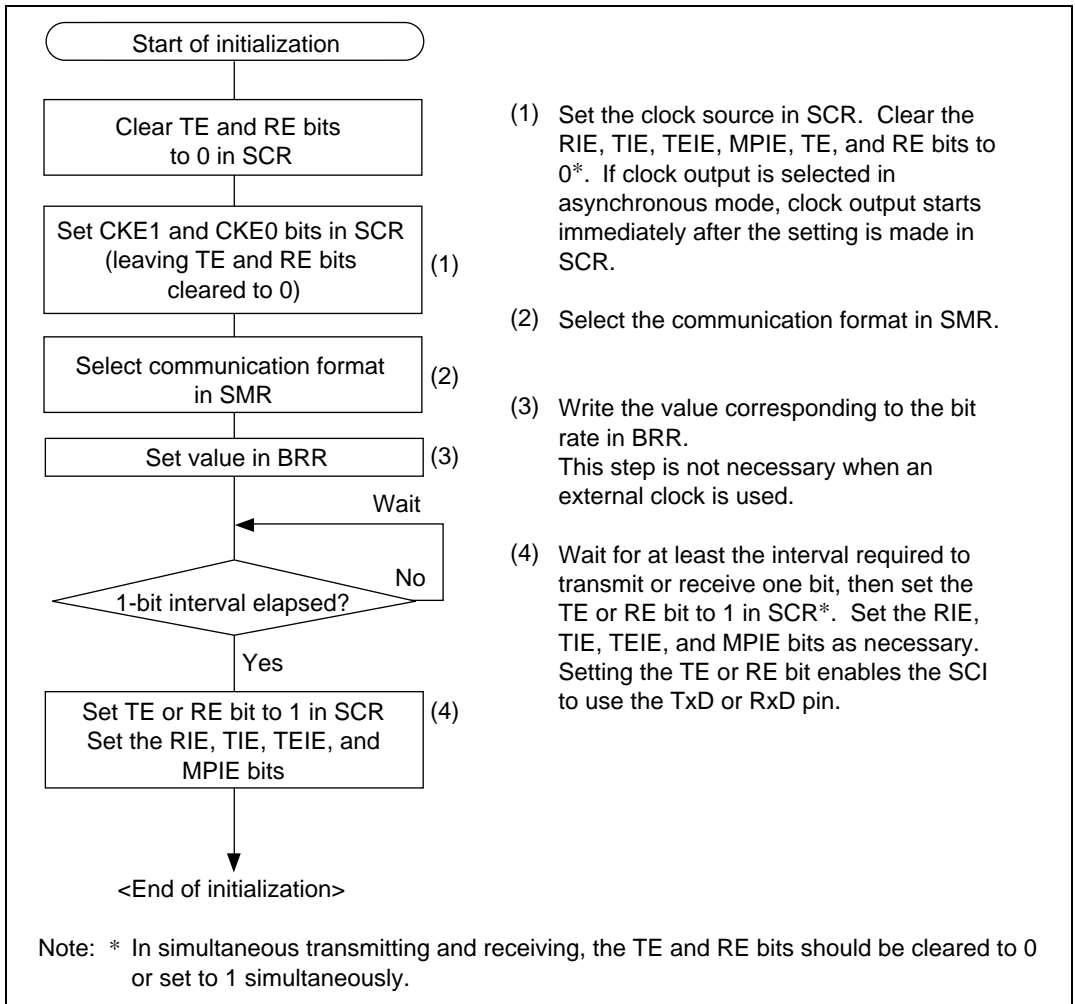 Start of initialization
Clear TE and RE bits
to 0 in SCR
Set CKE1 and CKE0 bits in SCR
(leaving TE and RE bits
cleared to 0)
(1)
Select communication format
in SMR
(2)
Set value in BRR
(3)
Wait
No
1-bit interval elapsed?
Yes
Set TE or RE bit to 1 in SCR
Set the RIE, TIE, TEIE, and
MPIE bits
(4)
<End of initialization>
(1) Set the clock source in SCR. Clear the
RIE, TIE, TEIE, MPIE, TE, and RE bits to
0*. If clock output is selected in
asynchronous mode, clock output starts
immediately after the setting is made in
SCR.
(2) Select the communication format in SMR.
(3) Write the value corresponding to the bit
rate in BRR.
This step is not necessary when an
external clock is used.
(4) Wait for at least the interval required to
transmit or receive one bit, then set the
TE or RE bit to 1 in SCR*. Set the RIE,
TIE, TEIE, and MPIE bits as necessary.
Setting the TE or RE bit enables the SCI
to use the TxD or RxD pin.
Note: * In simultaneous transmitting and receiving, the TE and RE bits should be cleared to 0
or set to 1 simultaneously.